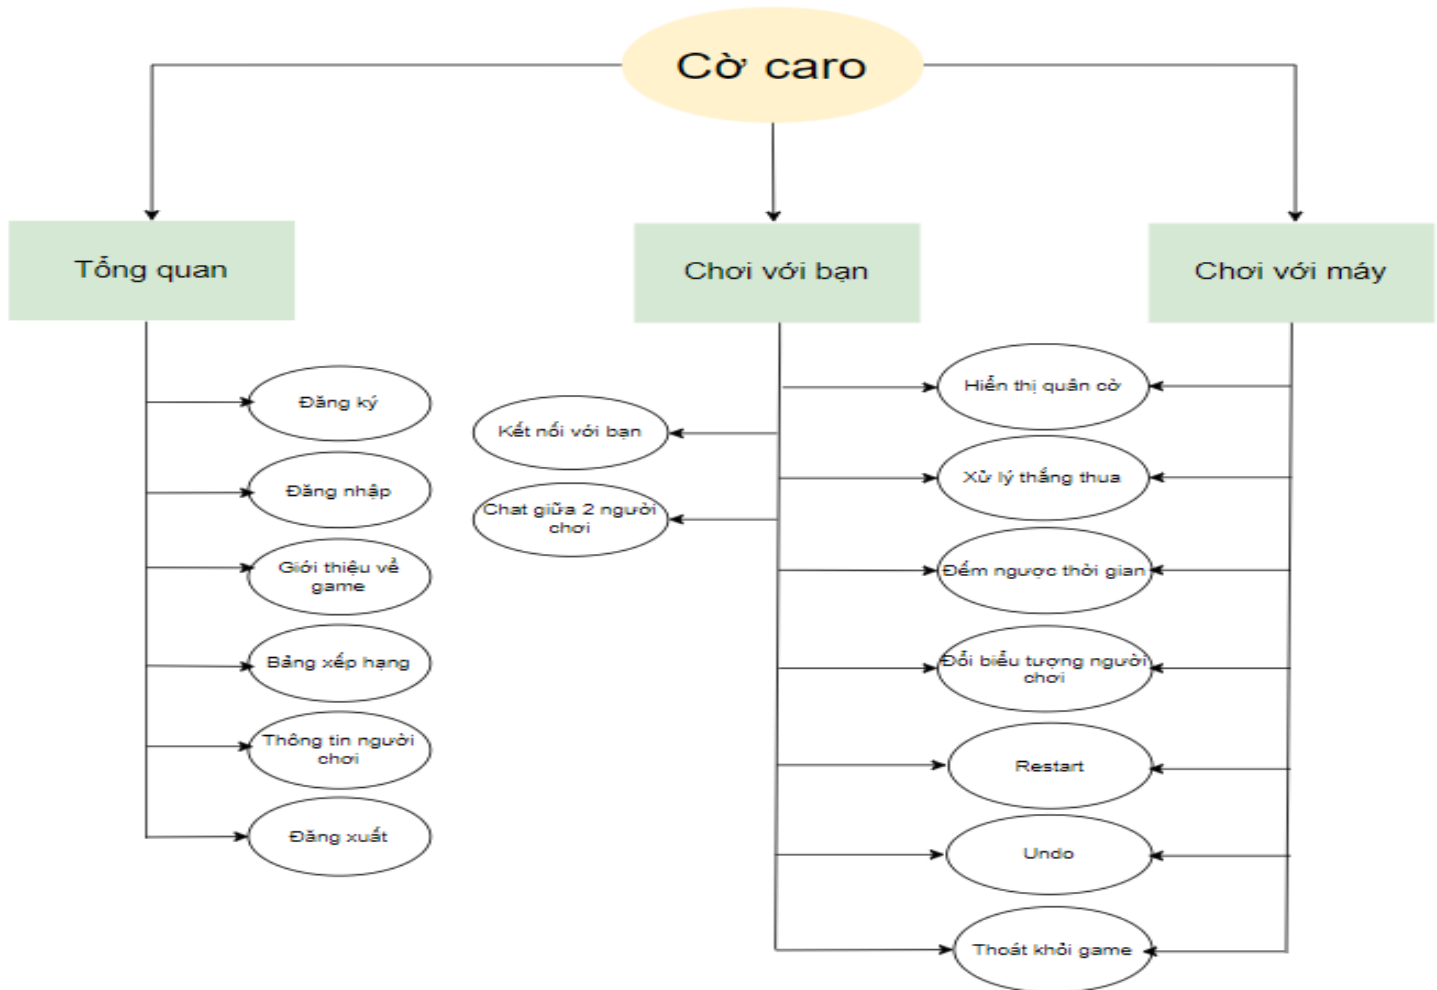 Cờ caro
Tổng quan
Chơi với bạn
Chơi với máy
Đăng ký
Đăng nhập
Giới thiệu về
game
Bảng xếp hạng
Thông tin người
chơi
Đăng xuất
Kết nối với bạn
Chat giữa 2 người
chơi
Hiển thị quân cờ
Xử lý thắng thua
Đếm ngược thời gian
Đổi biểu tượng người
chơi
Restart
Undo
Thoát khỏi game